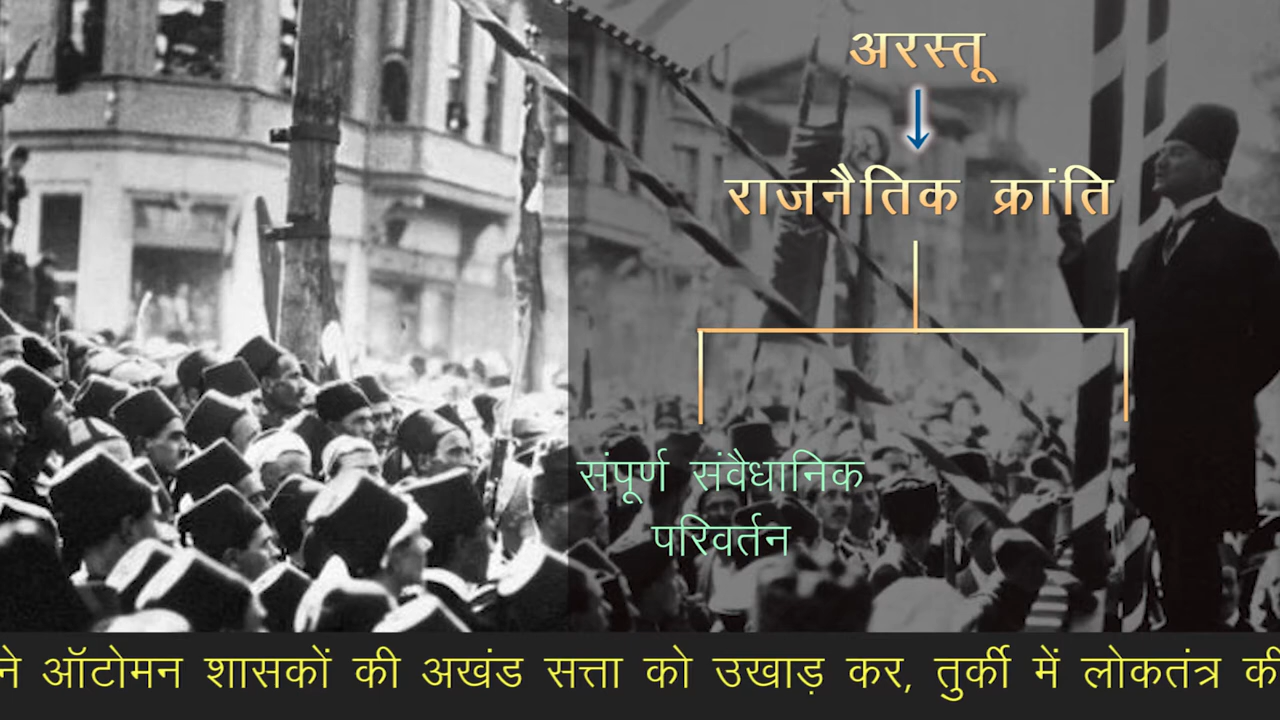 अरस्तू
राजनैतिक क्रांति
संपूर्ण संवैधानिक
परिवर्तन
ने ऑटोमन शासकों की अखंड सत्ता को उखाड़ कर, तुर्की में लोकतंत्र की